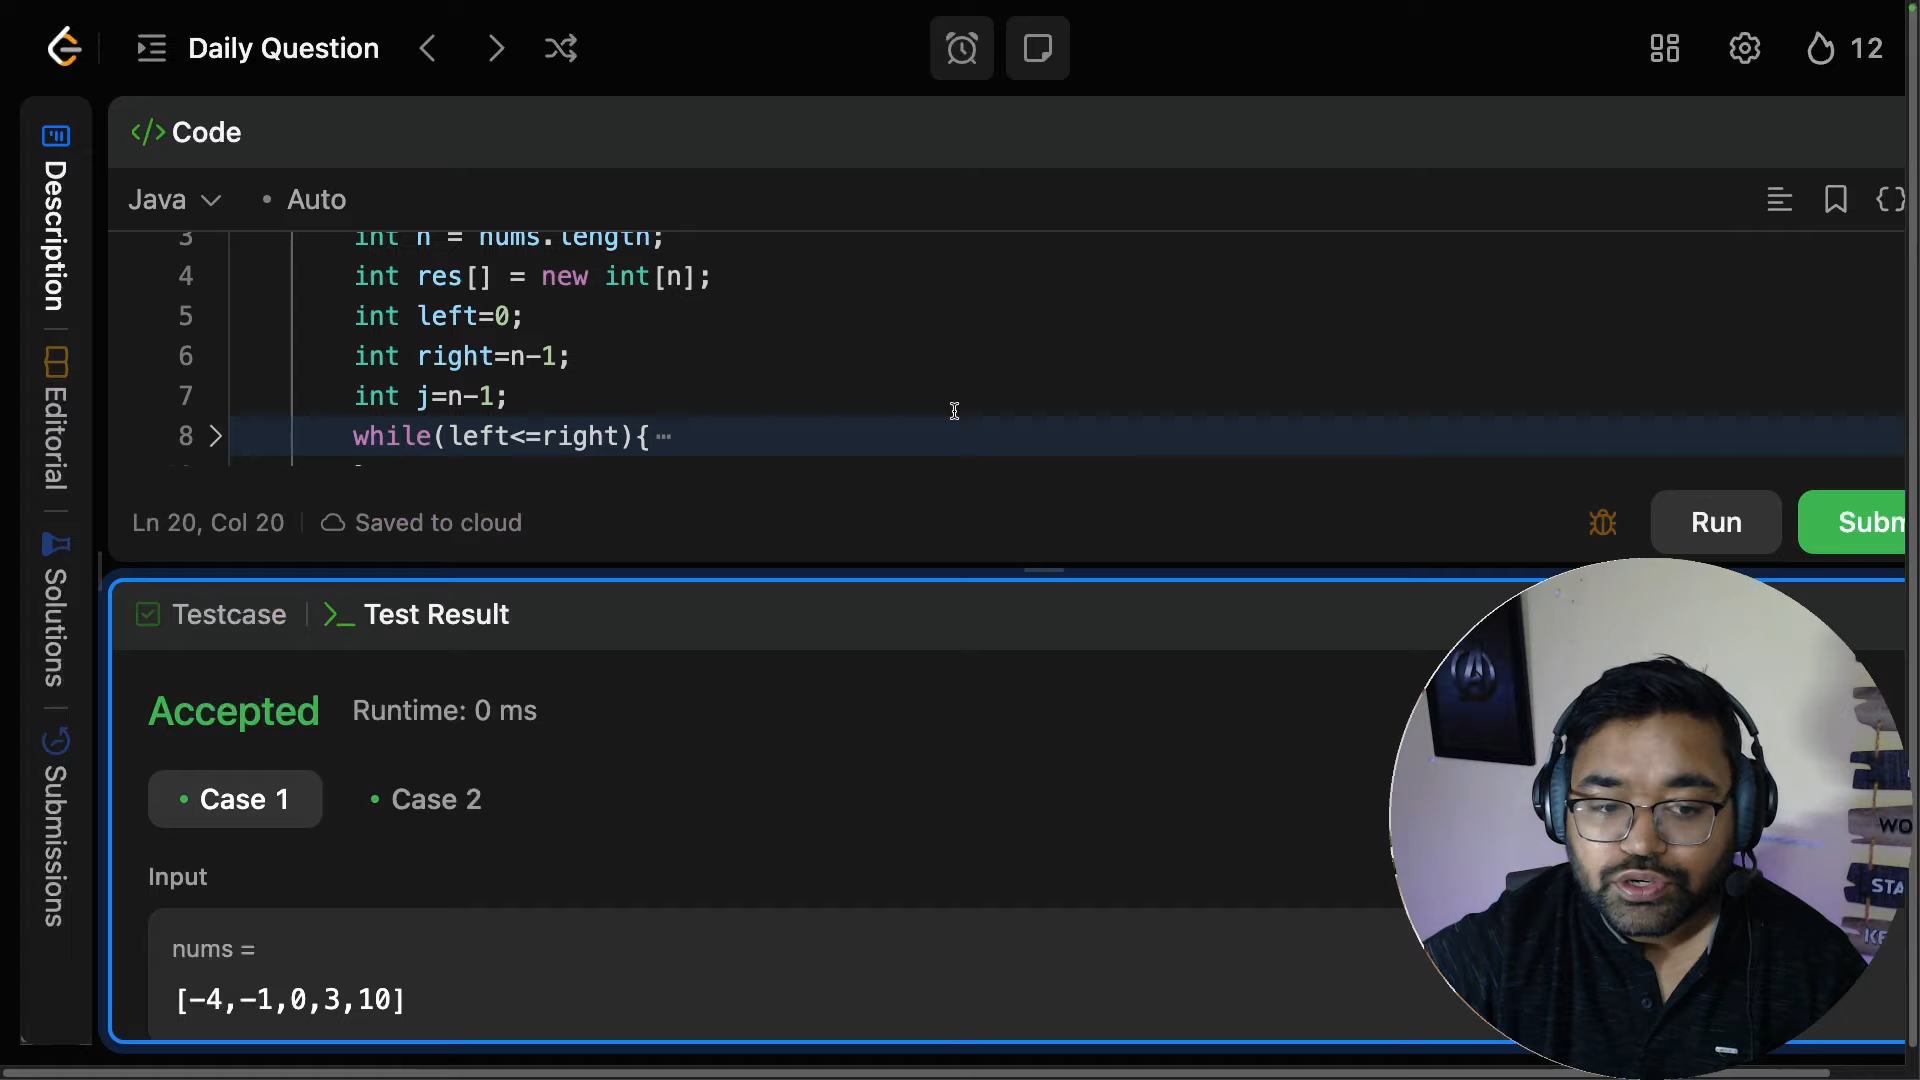 Daily Question
12
Description
Editorial
Solutions
Submissions
</> Code
Java • Auto
3 int n = nums.length;
4 int res[] = new int[n];
5 int left=0;
6 int right=n-1;
7 int j=n-1;
8 while(left<=right){ ⋯
Ln 20, Col 20
Saved to cloud
Run
Subm
Testcase
Test Result
Accepted Runtime: 0 ms
• Case 1 • Case 2
Input
nums =
[-4,-1,0,3,10]
WO
STA
KE